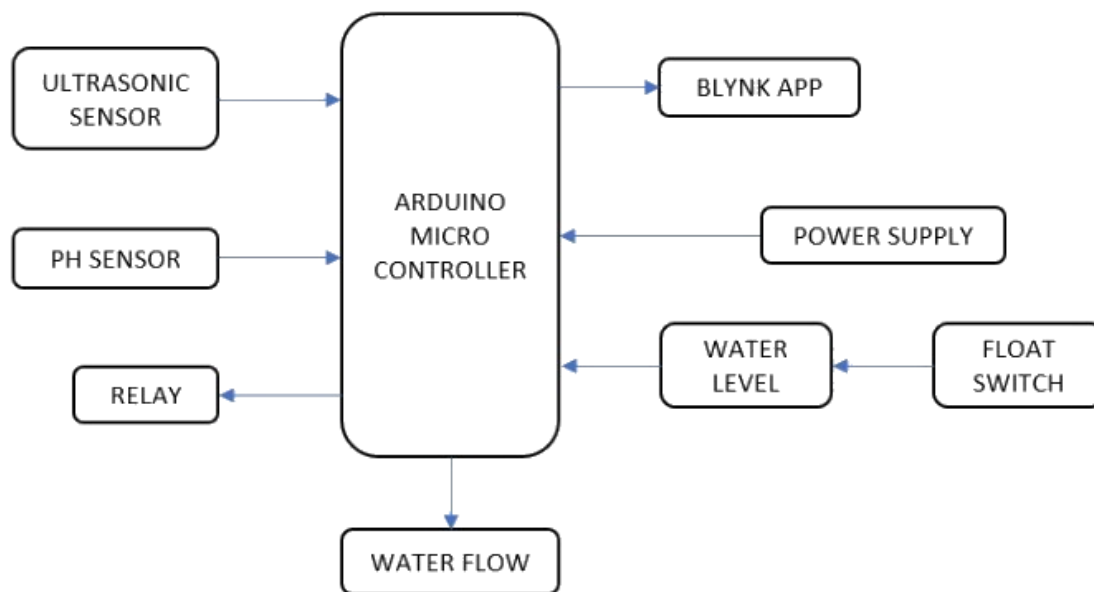 ULTRASONIC
SENSOR
BLYNK APP
ARDUINO
MICRO
CONTROLLER
PH SENSOR
POWER SUPPLY
WATER
LEVEL
FLOAT
SWITCH
RELAY
WATER FLOW